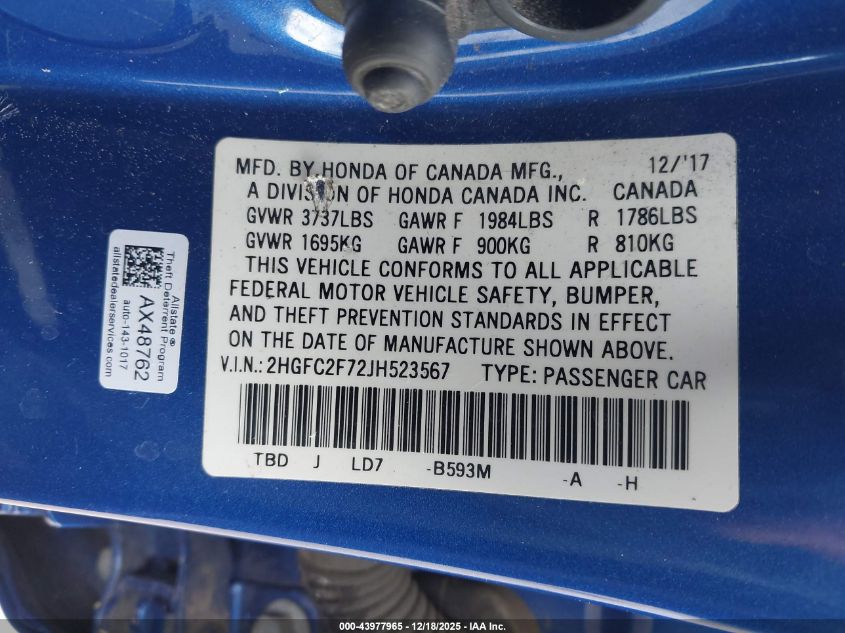 MFD. BY HONDA OF CANADA MFG., 12/'17
A DIVISION OF HONDA CANADA INC. CANADA
GVWR 3737LBS GAWR F 1984LBS R 1786LBS
GVWR 1695KG GAWR F 900KG R 810KG
THIS VEHICLE CONFORMS TO ALL APPLICABLE
FEDERAL MOTOR VEHICLE SAFETY, BUMPER,
AND THEFT PREVENTION STANDARDS IN EFFECT
ON THE DATE OF MANUFACTURE SHOWN ABOVE.
V.I.N.: 2HGFC2F72JH523567 TYPE: PASSENGER CAR
TBD J LD7 -B593M -A -H
Allstate®
Theft Deterrent Program
AX48762
auto-143-1017
allstatedealerservices.com
000-43977965 - 12/18/2025 - IAA Inc.